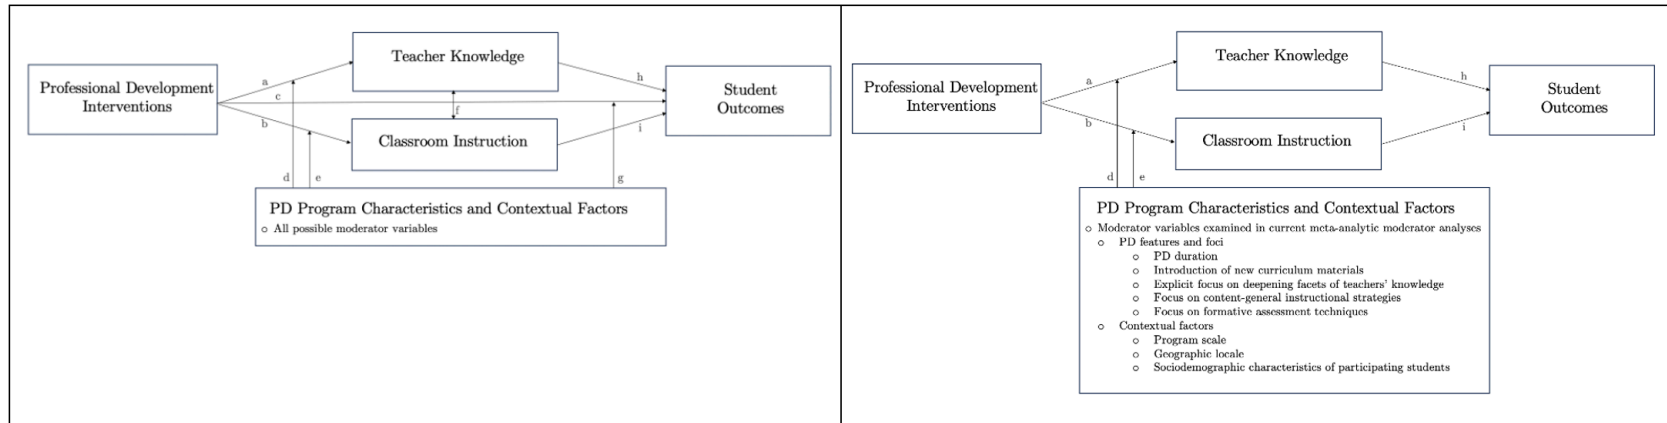 Teacher Knowledge
Professional Development
Interventions
Student
Outcomes
Classroom Instruction
a
c
b
f
h
i
d
e
g
PD Program Characteristics and Contextual Factors
All possible moderator variables
Teacher Knowledge
Professional Development
Interventions
Student
Outcomes
Classroom Instruction
a
b
h
i
d
e
PD Program Characteristics and Contextual Factors
Moderator variables examined in current meta-analytic moderator analyses
PD features and foci
PD duration
Introduction of new curriculum materials
Explicit focus on deepening facets of teachers' knowledge
Focus on content-general instructional strategies
Focus on formative assessment techniques
Contextual factors
Program scale
Geographic locale
Sociodemographic characteristics of participating students